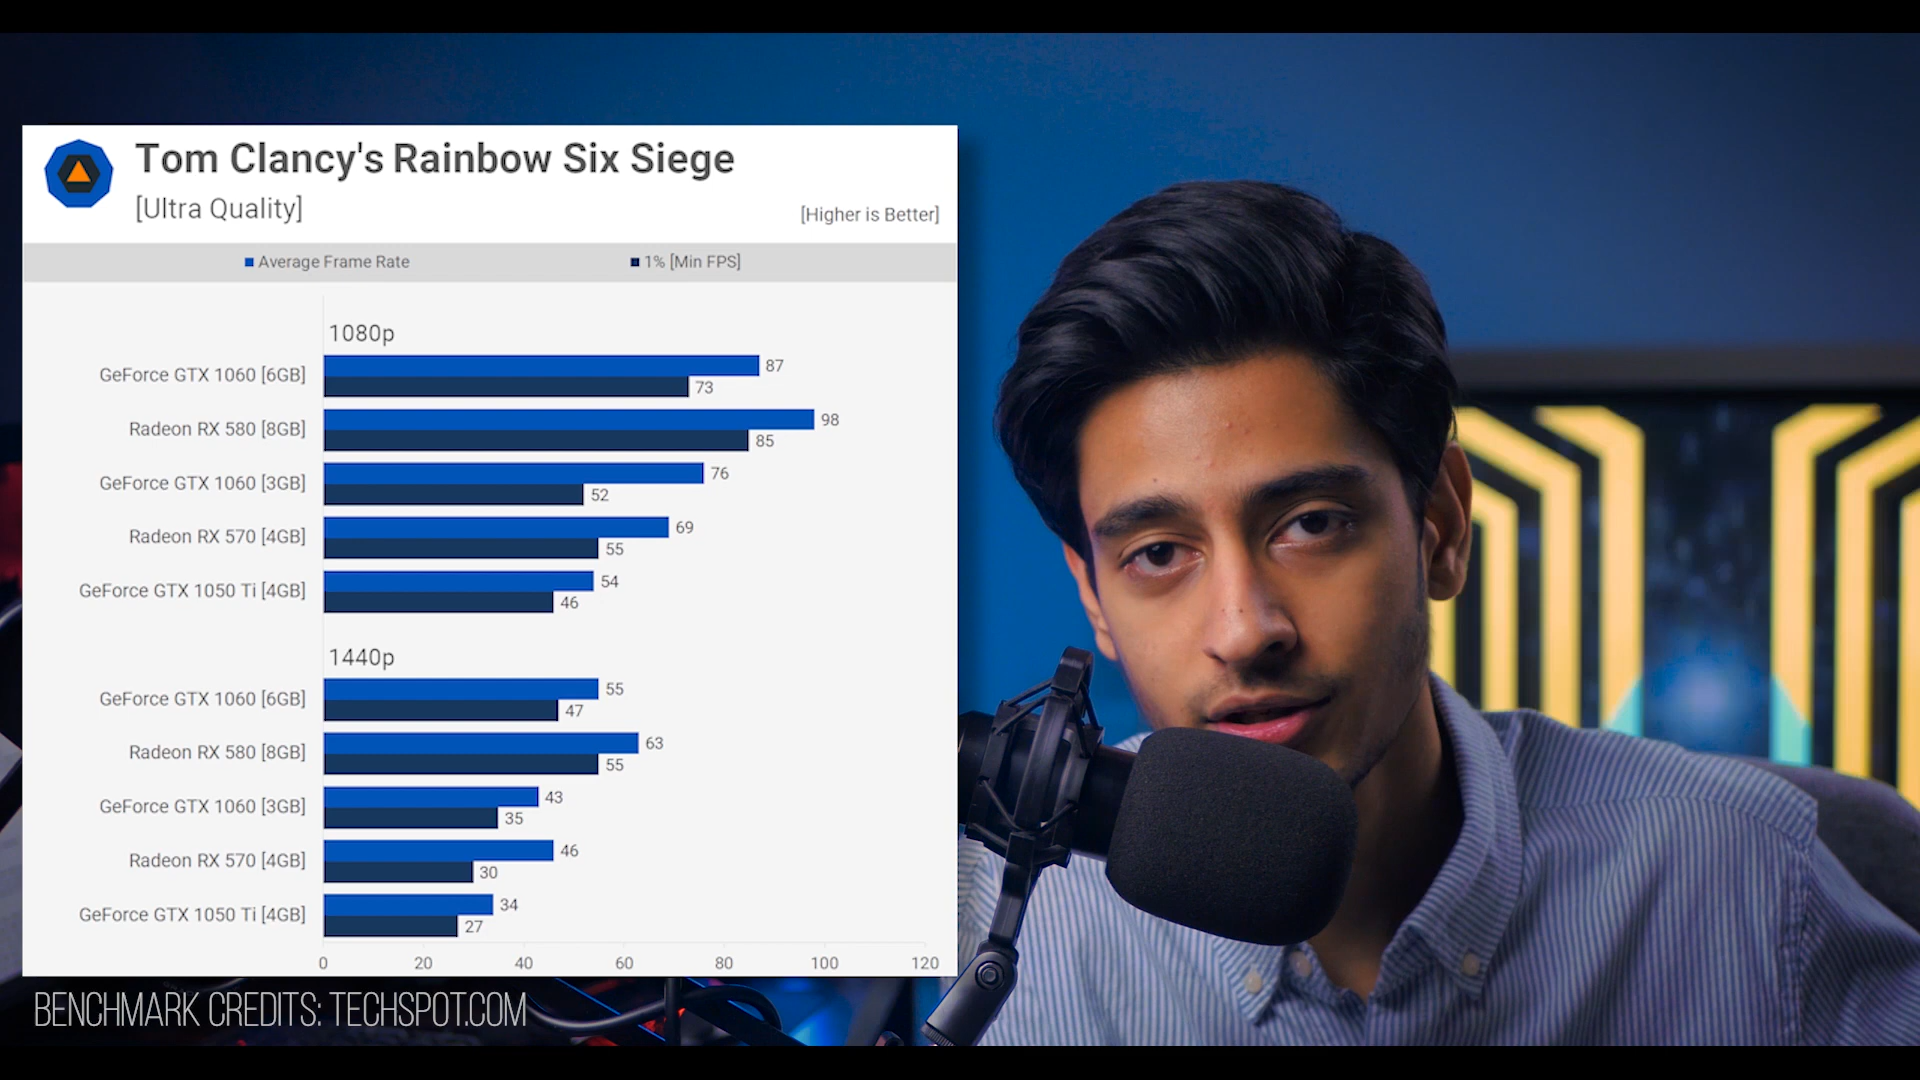 Tom Clancy's Rainbow Six Siege
[Ultra Quality]
[Higher is Better]
Average Frame Rate
1% [Min FPS]
1080p
GeForce GTX 1060 [6GB]
87
73
Radeon RX 580 [8GB]
98
85
GeForce GTX 1060 [3GB]
76
52
Radeon RX 570 [4GB]
69
55
GeForce GTX 1050 Ti [4GB]
54
46
1440p
GeForce GTX 1060 [6GB]
55
47
Radeon RX 580 [8GB]
63
55
GeForce GTX 1060 [3GB]
43
35
Radeon RX 570 [4GB]
46
30
GeForce GTX 1050 Ti [4GB]
34
27
0 20 40 60 80 100 120
BENCHMARK CREDITS: TECHSPOT.COM